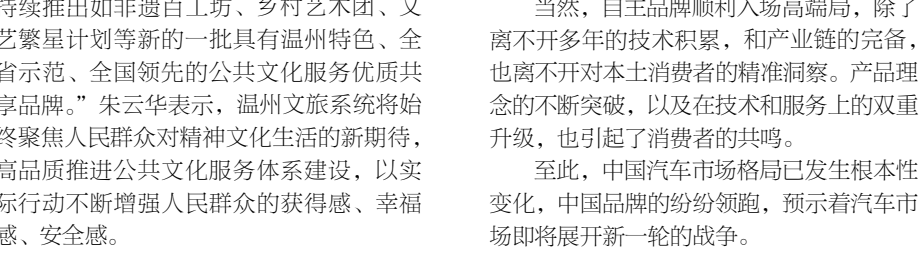 持续推出如非遗百工坊、乡村艺术团、文
艺繁星计划等新的一批具有温州特色、全
省示范、全国领先的公共文化服务优质共
享品牌。”朱云华表示，温州文旅系统将始
终聚焦人民群众对精神文化生活的新期待，
高品质推进公共文化服务体系建设，以实
际行动不断增强人民群众的获得感、幸福
感、安全感。
当然，自主品牌顺利入场高端局，除了
离不开多年的技术积累，和产业链的完备，
也离不开对本土消费者的精准洞察。产品理
念的不断突破，以及在技术和服务上的双重
升级，也引起了消费者的共鸣。
至此，中国汽车市场格局已发生根本性
变化，中国品牌的纷纷领跑，预示着汽车市
场即将展开新一轮的战争。